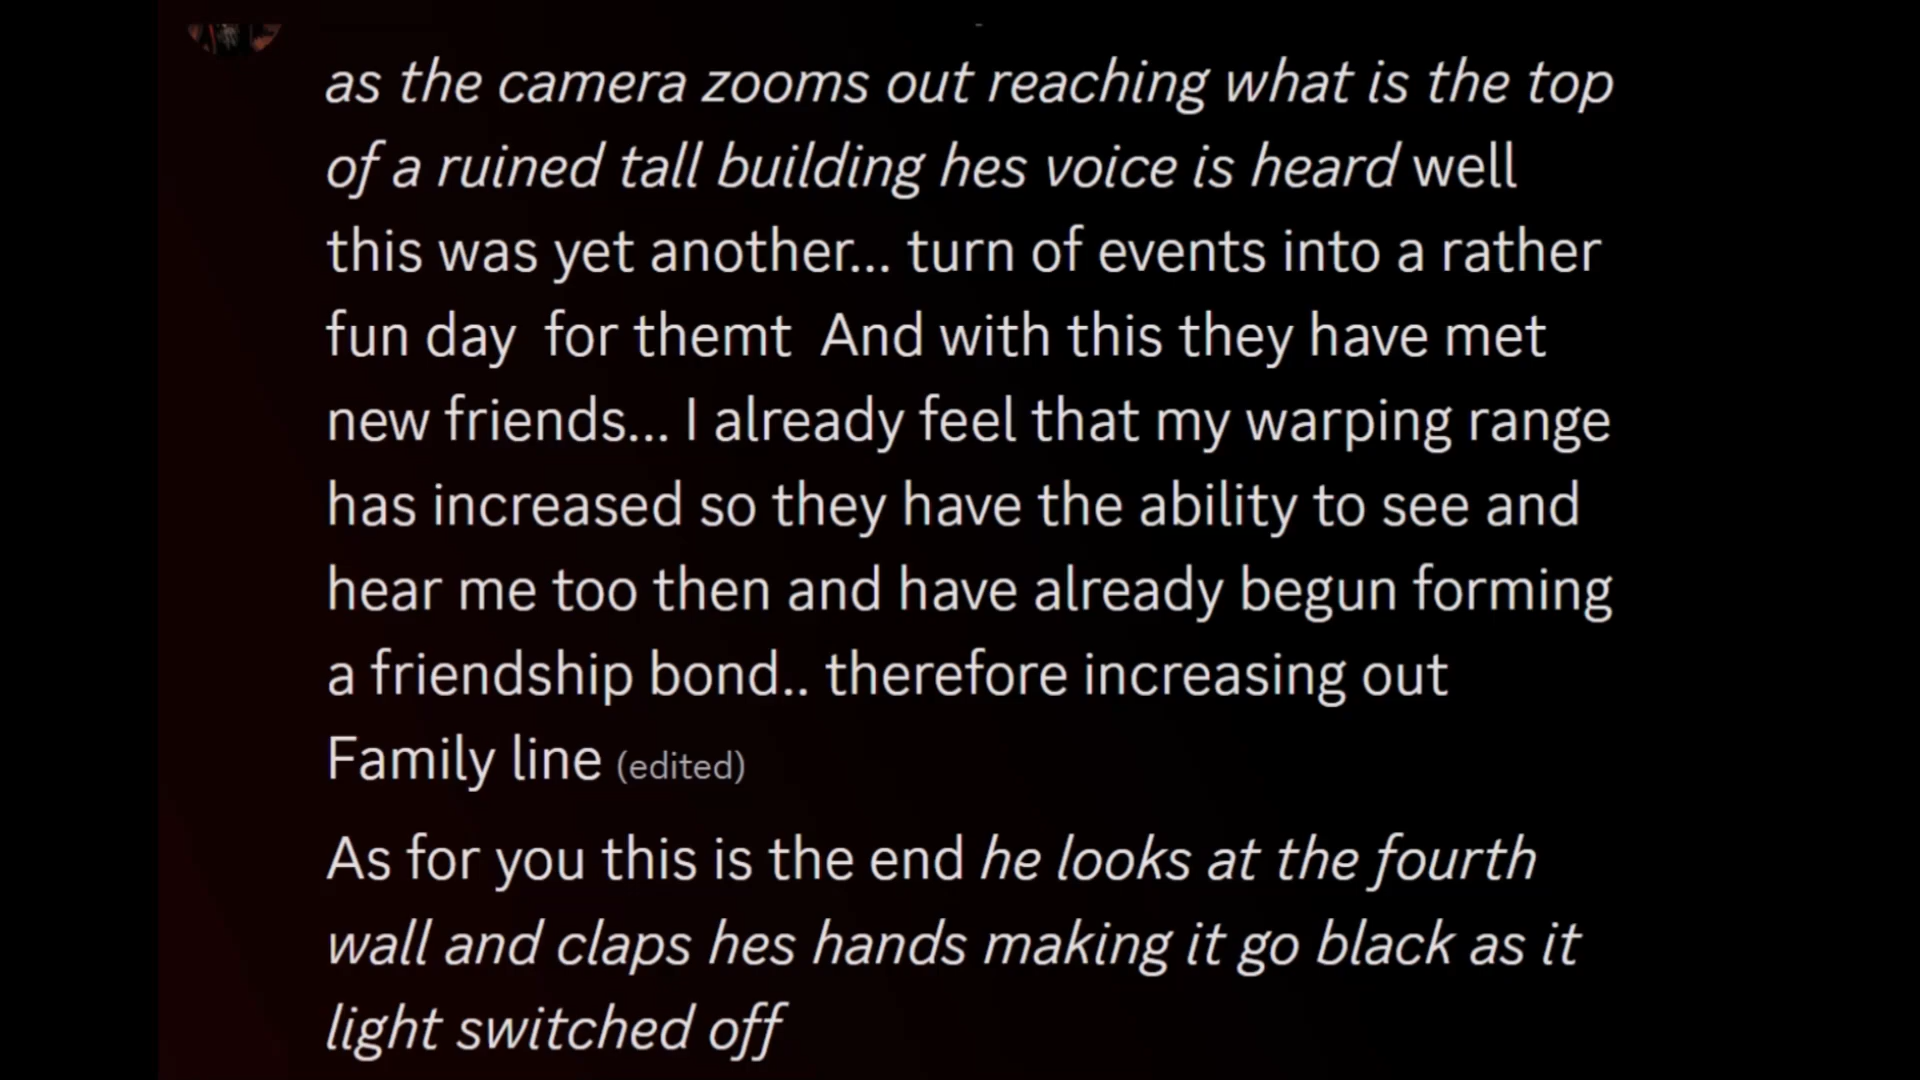 as the camera zooms out reaching what is the top
of a ruined tall building hes voice is heard well
this was yet another... turn of events into a rather
fun day  for themt  And with this they have met
new friends... I already feel that my warping range
has increased so they have the ability to see and
hear me too then and have already begun forming
a friendship bond.. therefore increasing out
Family line (edited)
As for you this is the end he looks at the fourth
wall and claps hes hands making it go black as it
light switched off